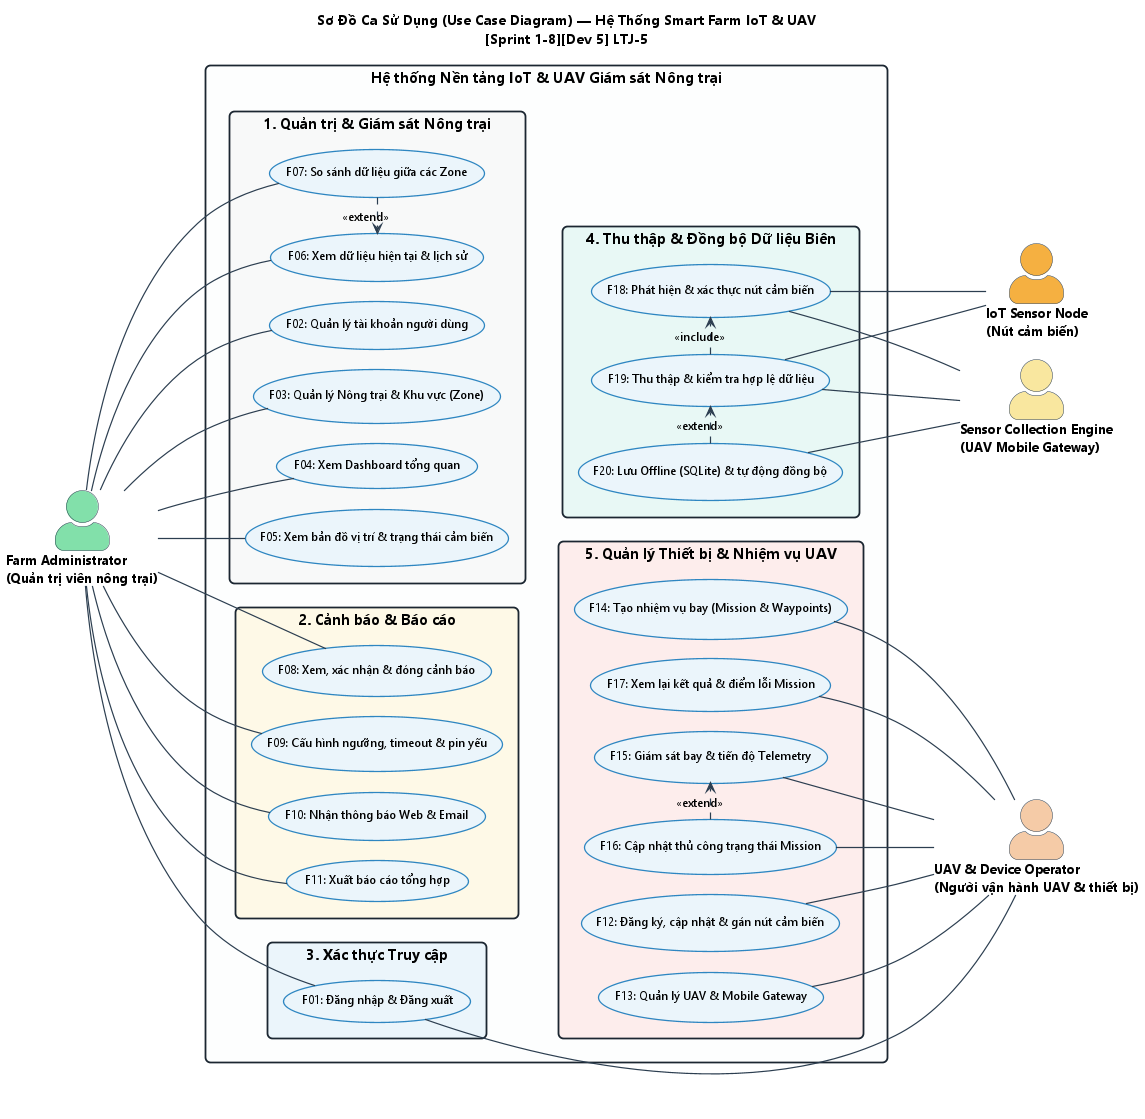 Sơ Đồ Ca Sử Dụng (Use Case Diagram) — Hệ Thống Smart Farm IoT & UAV
[Sprint 1-8][Dev 5] LTJ-5
Hệ thống Nền tảng IoT & UAV Giám sát Nông trại
1. Quản trị & Giám sát Nông trại
F07: So sánh dữ liệu giữa các Zone
«extend»
F06: Xem dữ liệu hiện tại & lịch sử
F02: Quản lý tài khoản người dùng
F03: Quản lý Nông trại & Khu vực (Zone)
F04: Xem Dashboard tổng quan
F05: Xem bản đồ vị trí & trạng thái cảm biến
Farm Administrator
(Quản trị viên nông trại)
2. Cảnh báo & Báo cáo
F08: Xem, xác nhận & đóng cảnh báo
F09: Cấu hình ngưỡng, timeout & pin yếu
F10: Nhận thông báo Web & Email
F11: Xuất báo cáo tổng hợp
3. Xác thực Truy cập
F01: Đăng nhập & Đăng xuất
4. Thu thập & Đồng bộ Dữ liệu Biên
F18: Phát hiện & xác thực nút cảm biến
«include»
F19: Thu thập & kiểm tra hợp lệ dữ liệu
«extend»
F20: Lưu Offline (SQLite) & tự động đồng bộ
IoT Sensor Node
(Nút cảm biến)
Sensor Collection Engine
(UAV Mobile Gateway)
5. Quản lý Thiết bị & Nhiệm vụ UAV
F14: Tạo nhiệm vụ bay (Mission & Waypoints)
F17: Xem lại kết quả & điểm lỗi Mission
F15: Giám sát bay & tiến độ Telemetry
«extend»
F16: Cập nhật thủ công trạng thái Mission
F12: Đăng ký, cập nhật & gán nút cảm biến
F13: Quản lý UAV & Mobile Gateway
UAV & Device Operator
(Người vận hành UAV & thiết bị)